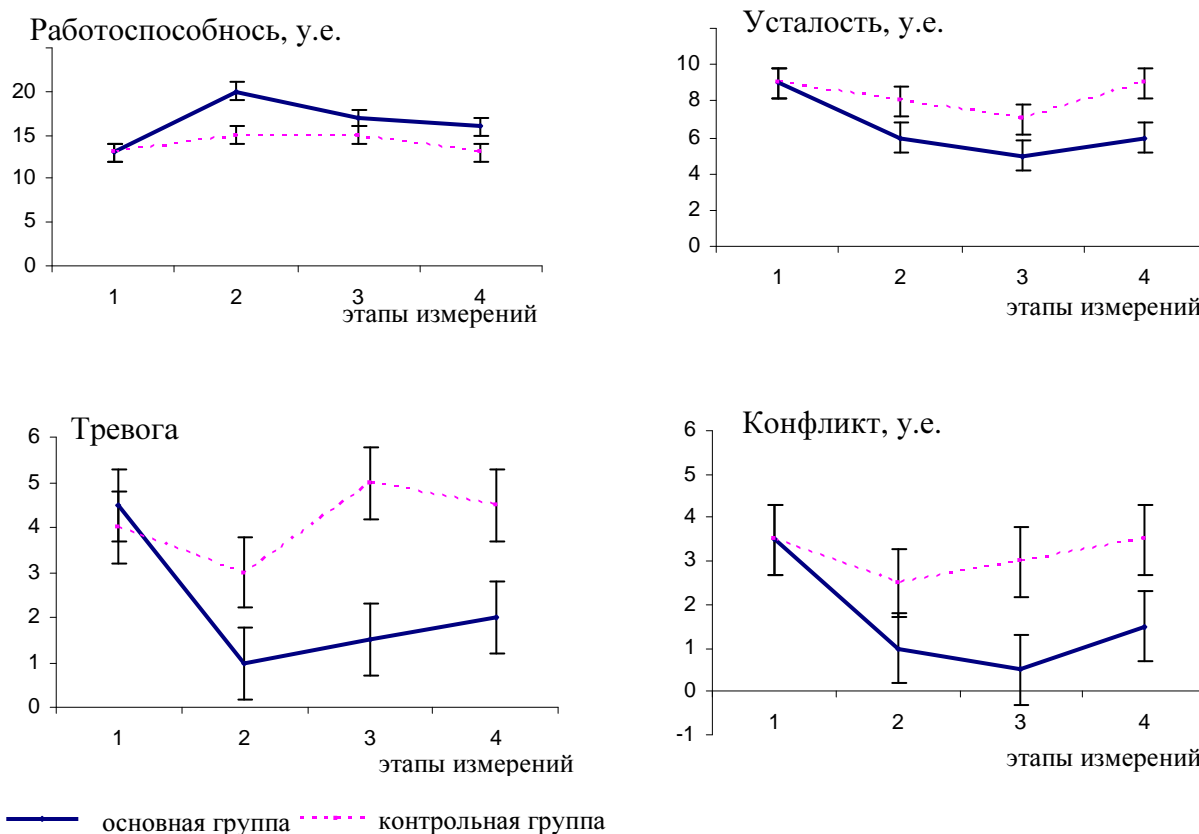 Работоспособнось, у.е.
20
15
10
5
0
1 2 3 4
этапы измерений
Усталость, у.е.
10
8
6
4
2
0
1 2 3 4
этапы измерений
Тревога
6
5
4
3
2
1
0
1 2 3 4
этапы измерений
Конфликт, у.е.
6
5
4
3
2
1
0
-1
1 2 3 4
этапы измерений
основная группа контрольная группа